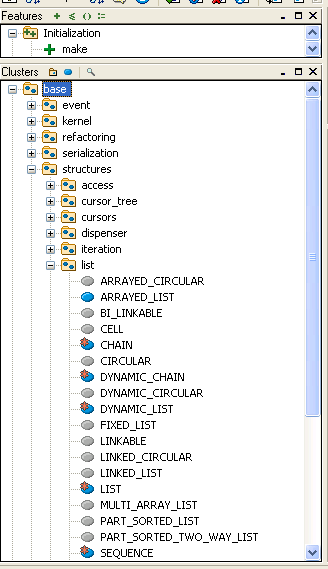 Features
Initialization
make
Clusters
base
event
kernel
refactoring
serialization
structures
access
cursor_tree
cursors
dispenser
iteration
list
ARRAYED_CIRCULAR
ARRAYED_LIST
BI_LINKABLE
CELL
CHAIN
CIRCULAR
DYNAMIC_CHAIN
DYNAMIC_CIRCULAR
DYNAMIC_LIST
FIXED_LIST
LINKABLE
LINKED_CIRCULAR
LINKED_LIST
LIST
MULTI_ARRAY_LIST
PART_SORTED_LIST
PART_SORTED_TWO_WAY_LIST
SEQUENCE